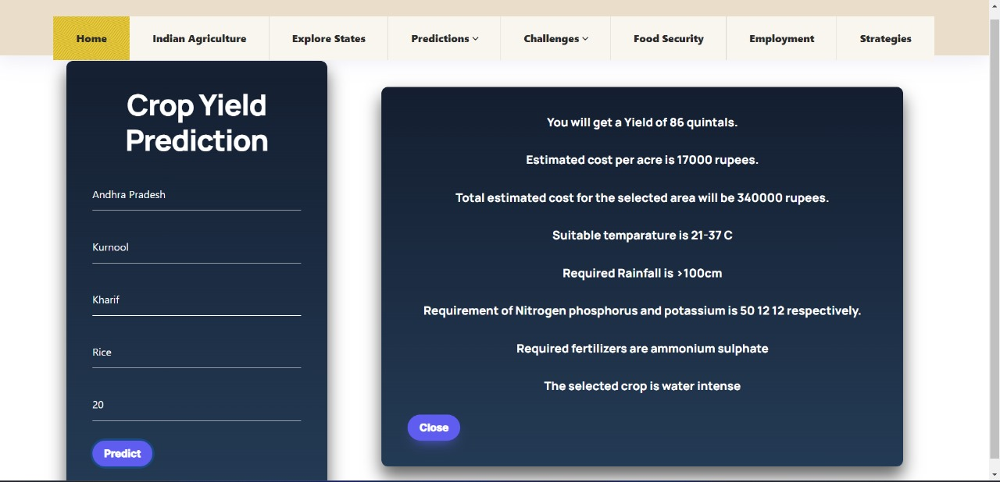 Home
Indian Agriculture
Explore States
Predictions
Challenges
Food Security
Employment
Strategies
Crop Yield
Prediction
Andhra Pradesh
Kurnool
Kharif
Rice
20
Predict
You will get a Yield of 86 quintals.
Estimated cost per acre is 17000 rupees.
Total estimated cost for the selected area will be 340000 rupees.
Suitable temparature is 21-37 C
Required Rainfall is >100cm
Requirement of Nitrogen phosphorus and potassium is 50 12 12 respectively.
Required fertilizers are ammonium sulphate
The selected crop is water intense
Close